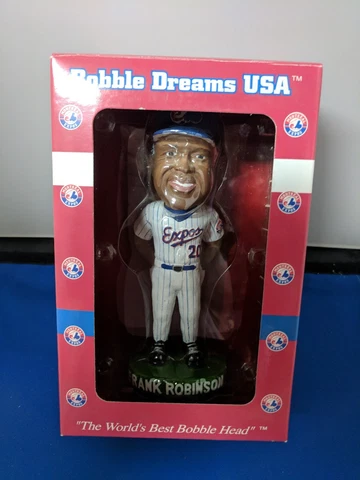 Bobble Dreams USA™
Expos
20
FRANK ROBINSON
"The World's Best Bobble Head"™